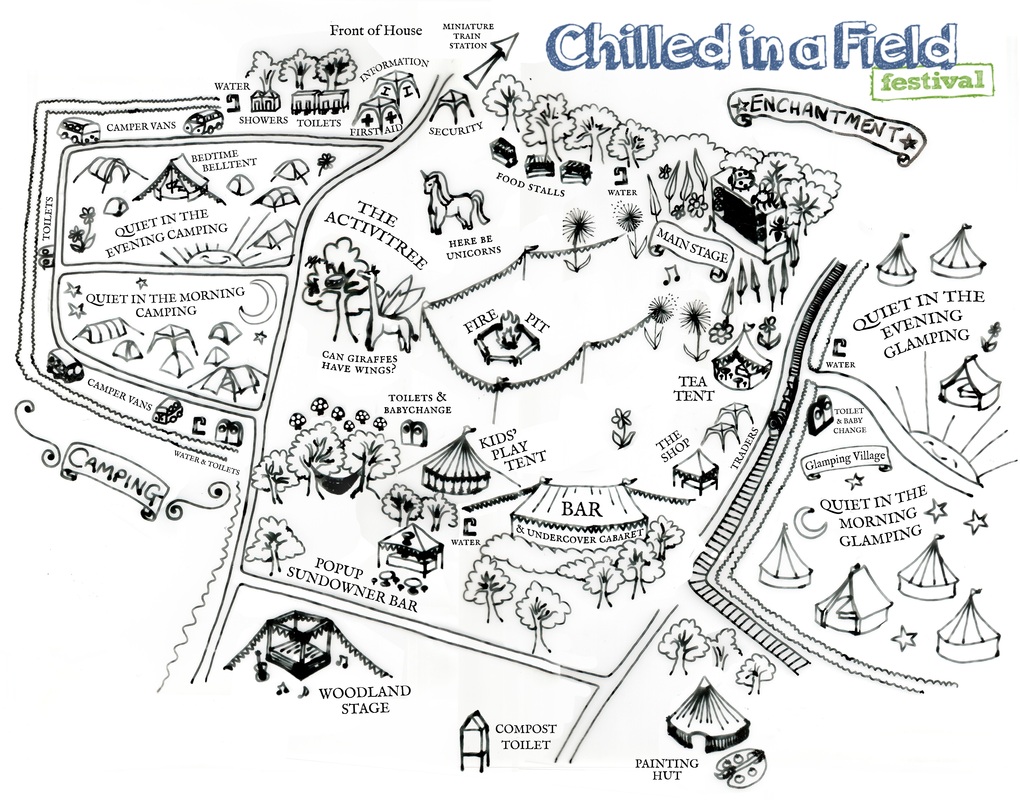 Front of House
MINIATURE
TRAIN
STATION
Chilled in a Field
festival
ENCHANTMENT
INFORMATION
WATER
SHOWERS
TOILETS
FIRST AID
SECURITY
CAMPER VANS
BEDTIME
BELLTENT
QUIET IN THE
EVENING CAMPING
TOILETS
FOOD STALLS
WATER
THE
ACTIVITREE
HERE BE
UNICORNS
MAIN STAGE
QUIET IN THE MORNING
CAMPING
FIRE PIT
CAN GIRAFFES
HAVE WINGS?
QUIET IN THE
EVENING
GLAMPING
WATER
TEA
TENT
CAMPER VANS
WATER & TOILETS
CAMPING
TOILETS &
BABYCHANGE
KIDS'
PLAY
TENT
THE
SHOP
TRADERS
TOILET
& BABY
CHANGE
Glamping Village
QUIET IN THE
MORNING
GLAMPING
BAR
& UNDERCOVER CABARET
WATER
POPUP
SUNDOWNER BAR
WOODLAND
STAGE
COMPOST
TOILET
PAINTING
HUT